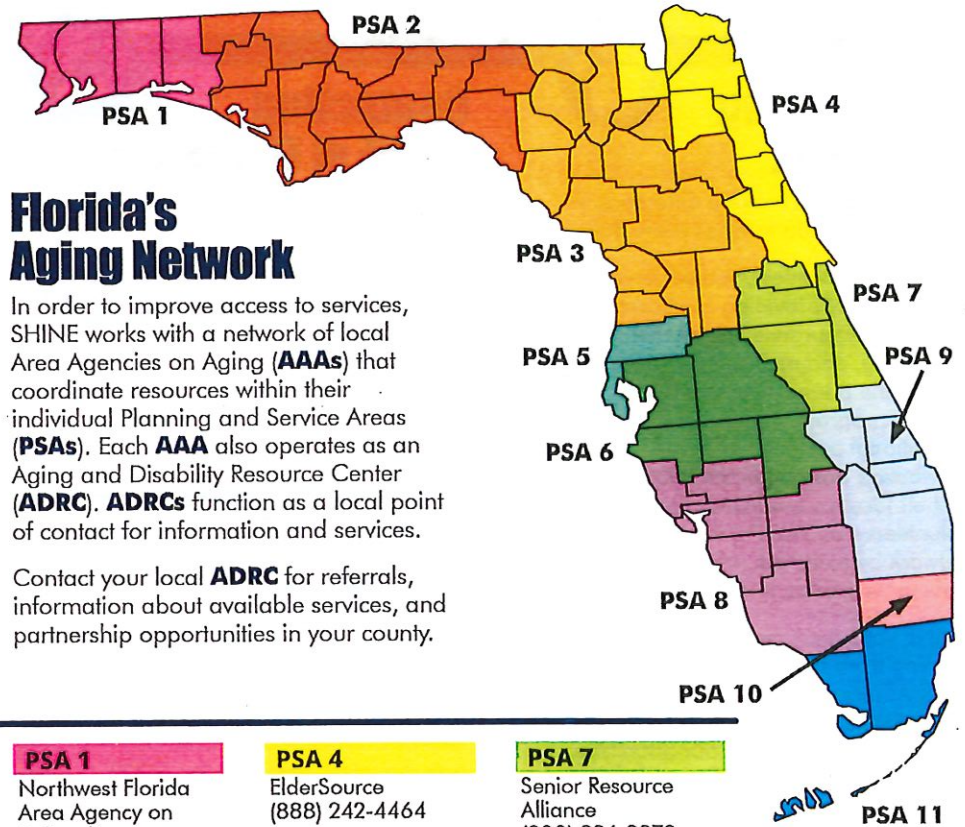 PSA 2
PSA 1
PSA 4
Florida's
Aging Network
PSA 3
In order to improve access to services,
SHINE works with a network of local
Area Agencies on Aging (AAAs) that
coordinate resources within their
individual Planning and Service Areas
(PSAs). Each AAA also operates as an
Aging and Disability Resource Center
(ADRC). ADRCs function as a local point
of contact for information and services.
Contact your local ADRC for referrals,
information about available services, and
partnership opportunities in your county.
PSA 7
PSA 5
PSA 9
PSA 6
PSA 8
PSA 10
PSA 11
PSA 1
Northwest Florida
Area Agency on
PSA 4
ElderSource
(888) 242-4464
PSA 7
Senior Resource
Alliance